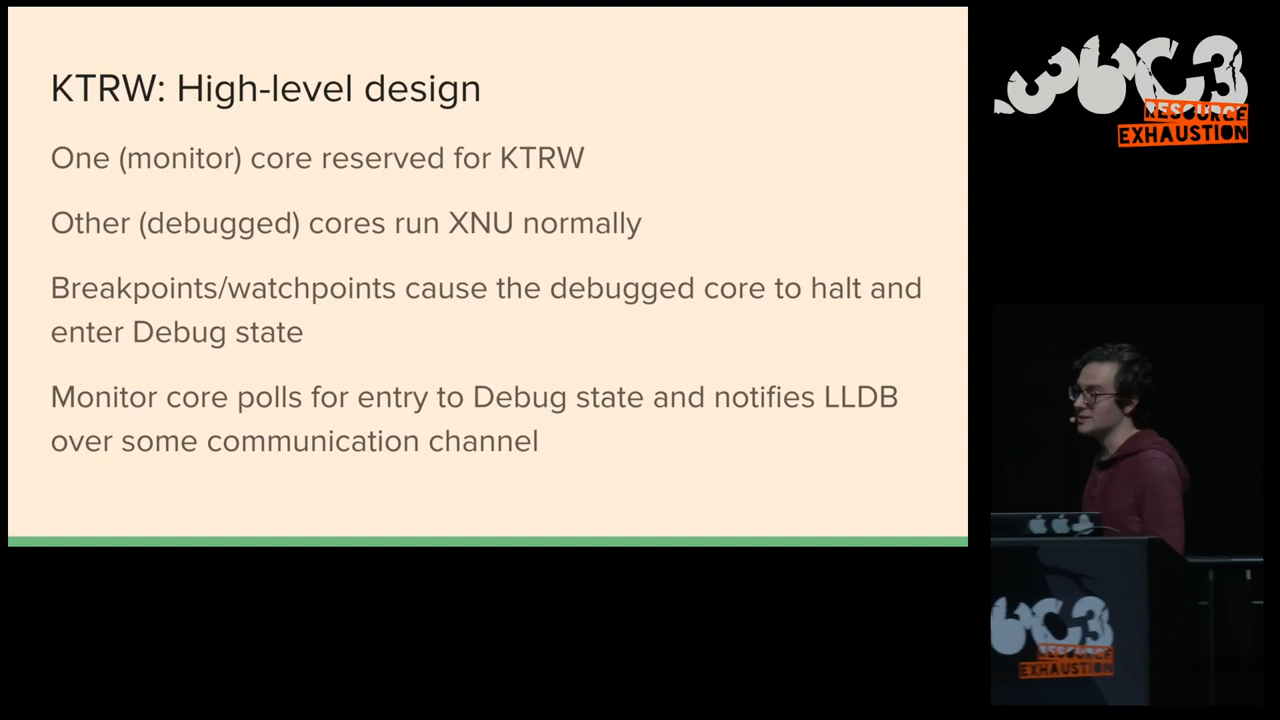 KTRW: High-level design
One (monitor) core reserved for KTRW
Other (debugged) cores run XNU normally
Breakpoints/watchpoints cause the debugged core to halt and
enter Debug state
Monitor core polls for entry to Debug state and notifies LLDB
over some communication channel
36C3
RESOURCE
EXHAUSTION
36C3
RESOURCE
EXHAUSTION